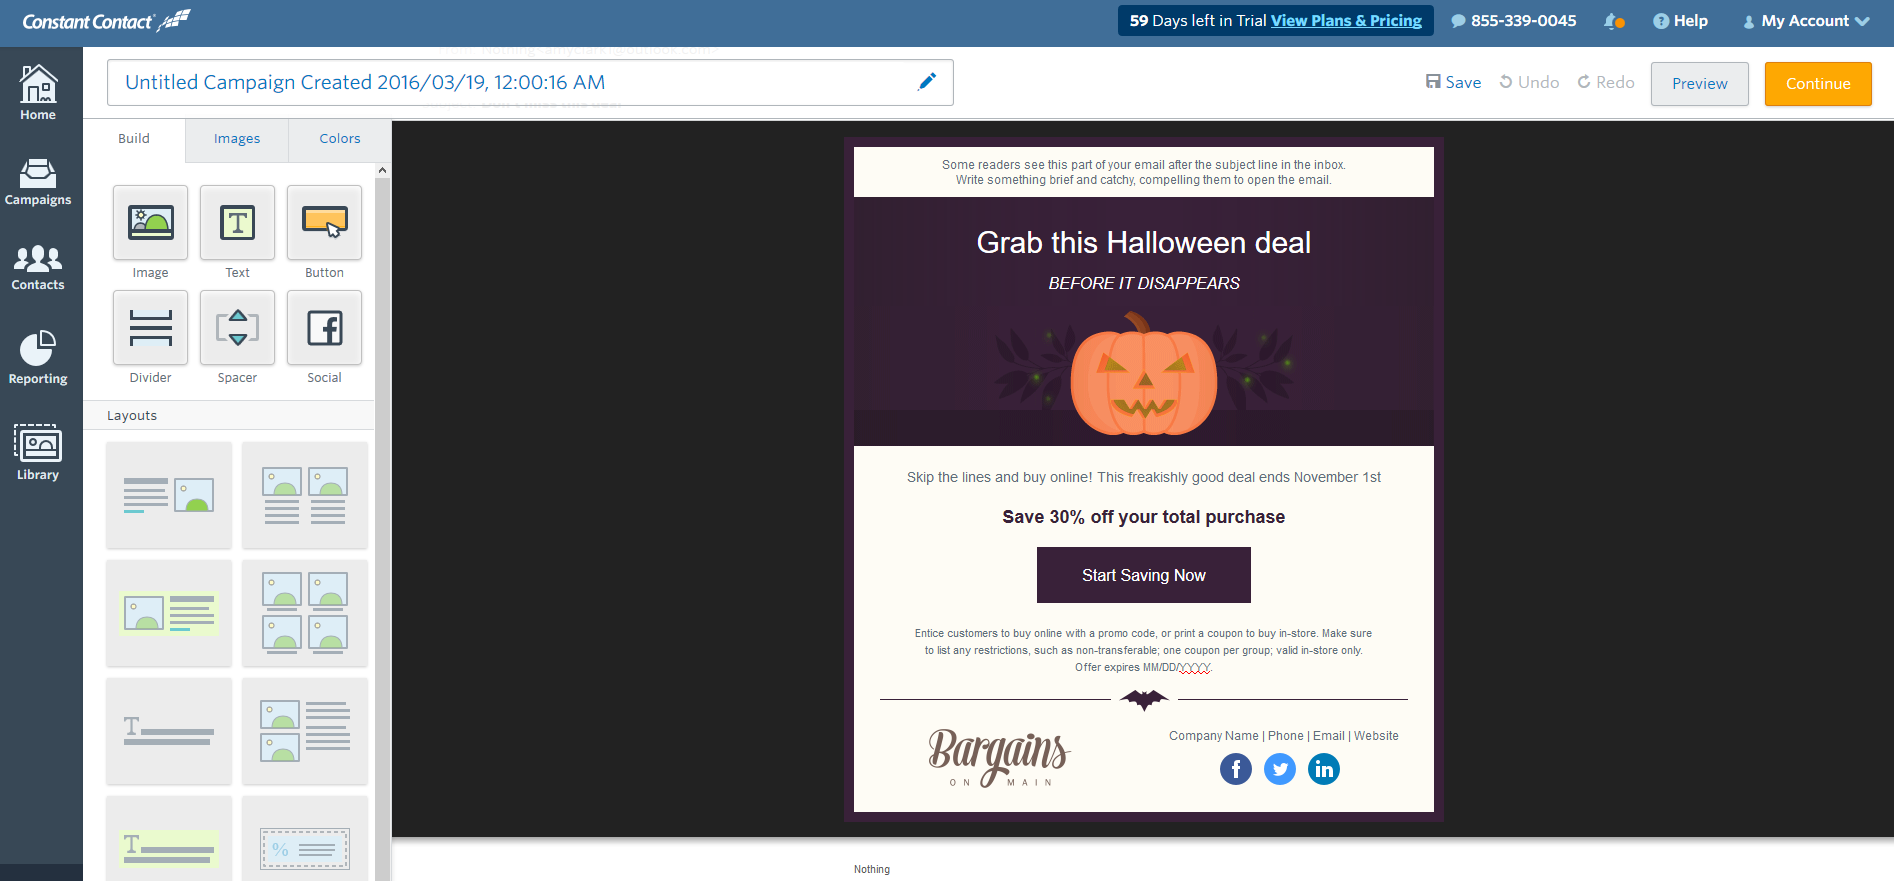 Constant Contact
59 Days left in Trial View Plans & Pricing
855-339-0045
Help
My Account
Untitled Campaign Created 2016/03/19, 12:00:16 AM
Save
Undo
Redo
Preview
Continue
Home
Campaigns
Contacts
Reporting
Library
Build
Images
Colors
T
Image
Text
Button
f
Divider
Spacer
Social
Layouts
T
T
%
Some readers see this part of your email after the subject line in the inbox.
Write something brief and catchy, compelling them to open the email.
Grab this Halloween deal
BEFORE IT DISAPPEARS
Skip the lines and buy online! This freakishly good deal ends November 1st
Save 30% off your total purchase
Start Saving Now
Entice customers to buy online with a promo code, or print a coupon to buy in-store. Make sure
to list any restrictions, such as non-transferable; one coupon per group; valid in-store only.
Offer expires MM/DD/YYYY.
Bargains
ON MAIN
Company Name | Phone | Email | Website
f
in
Nothing